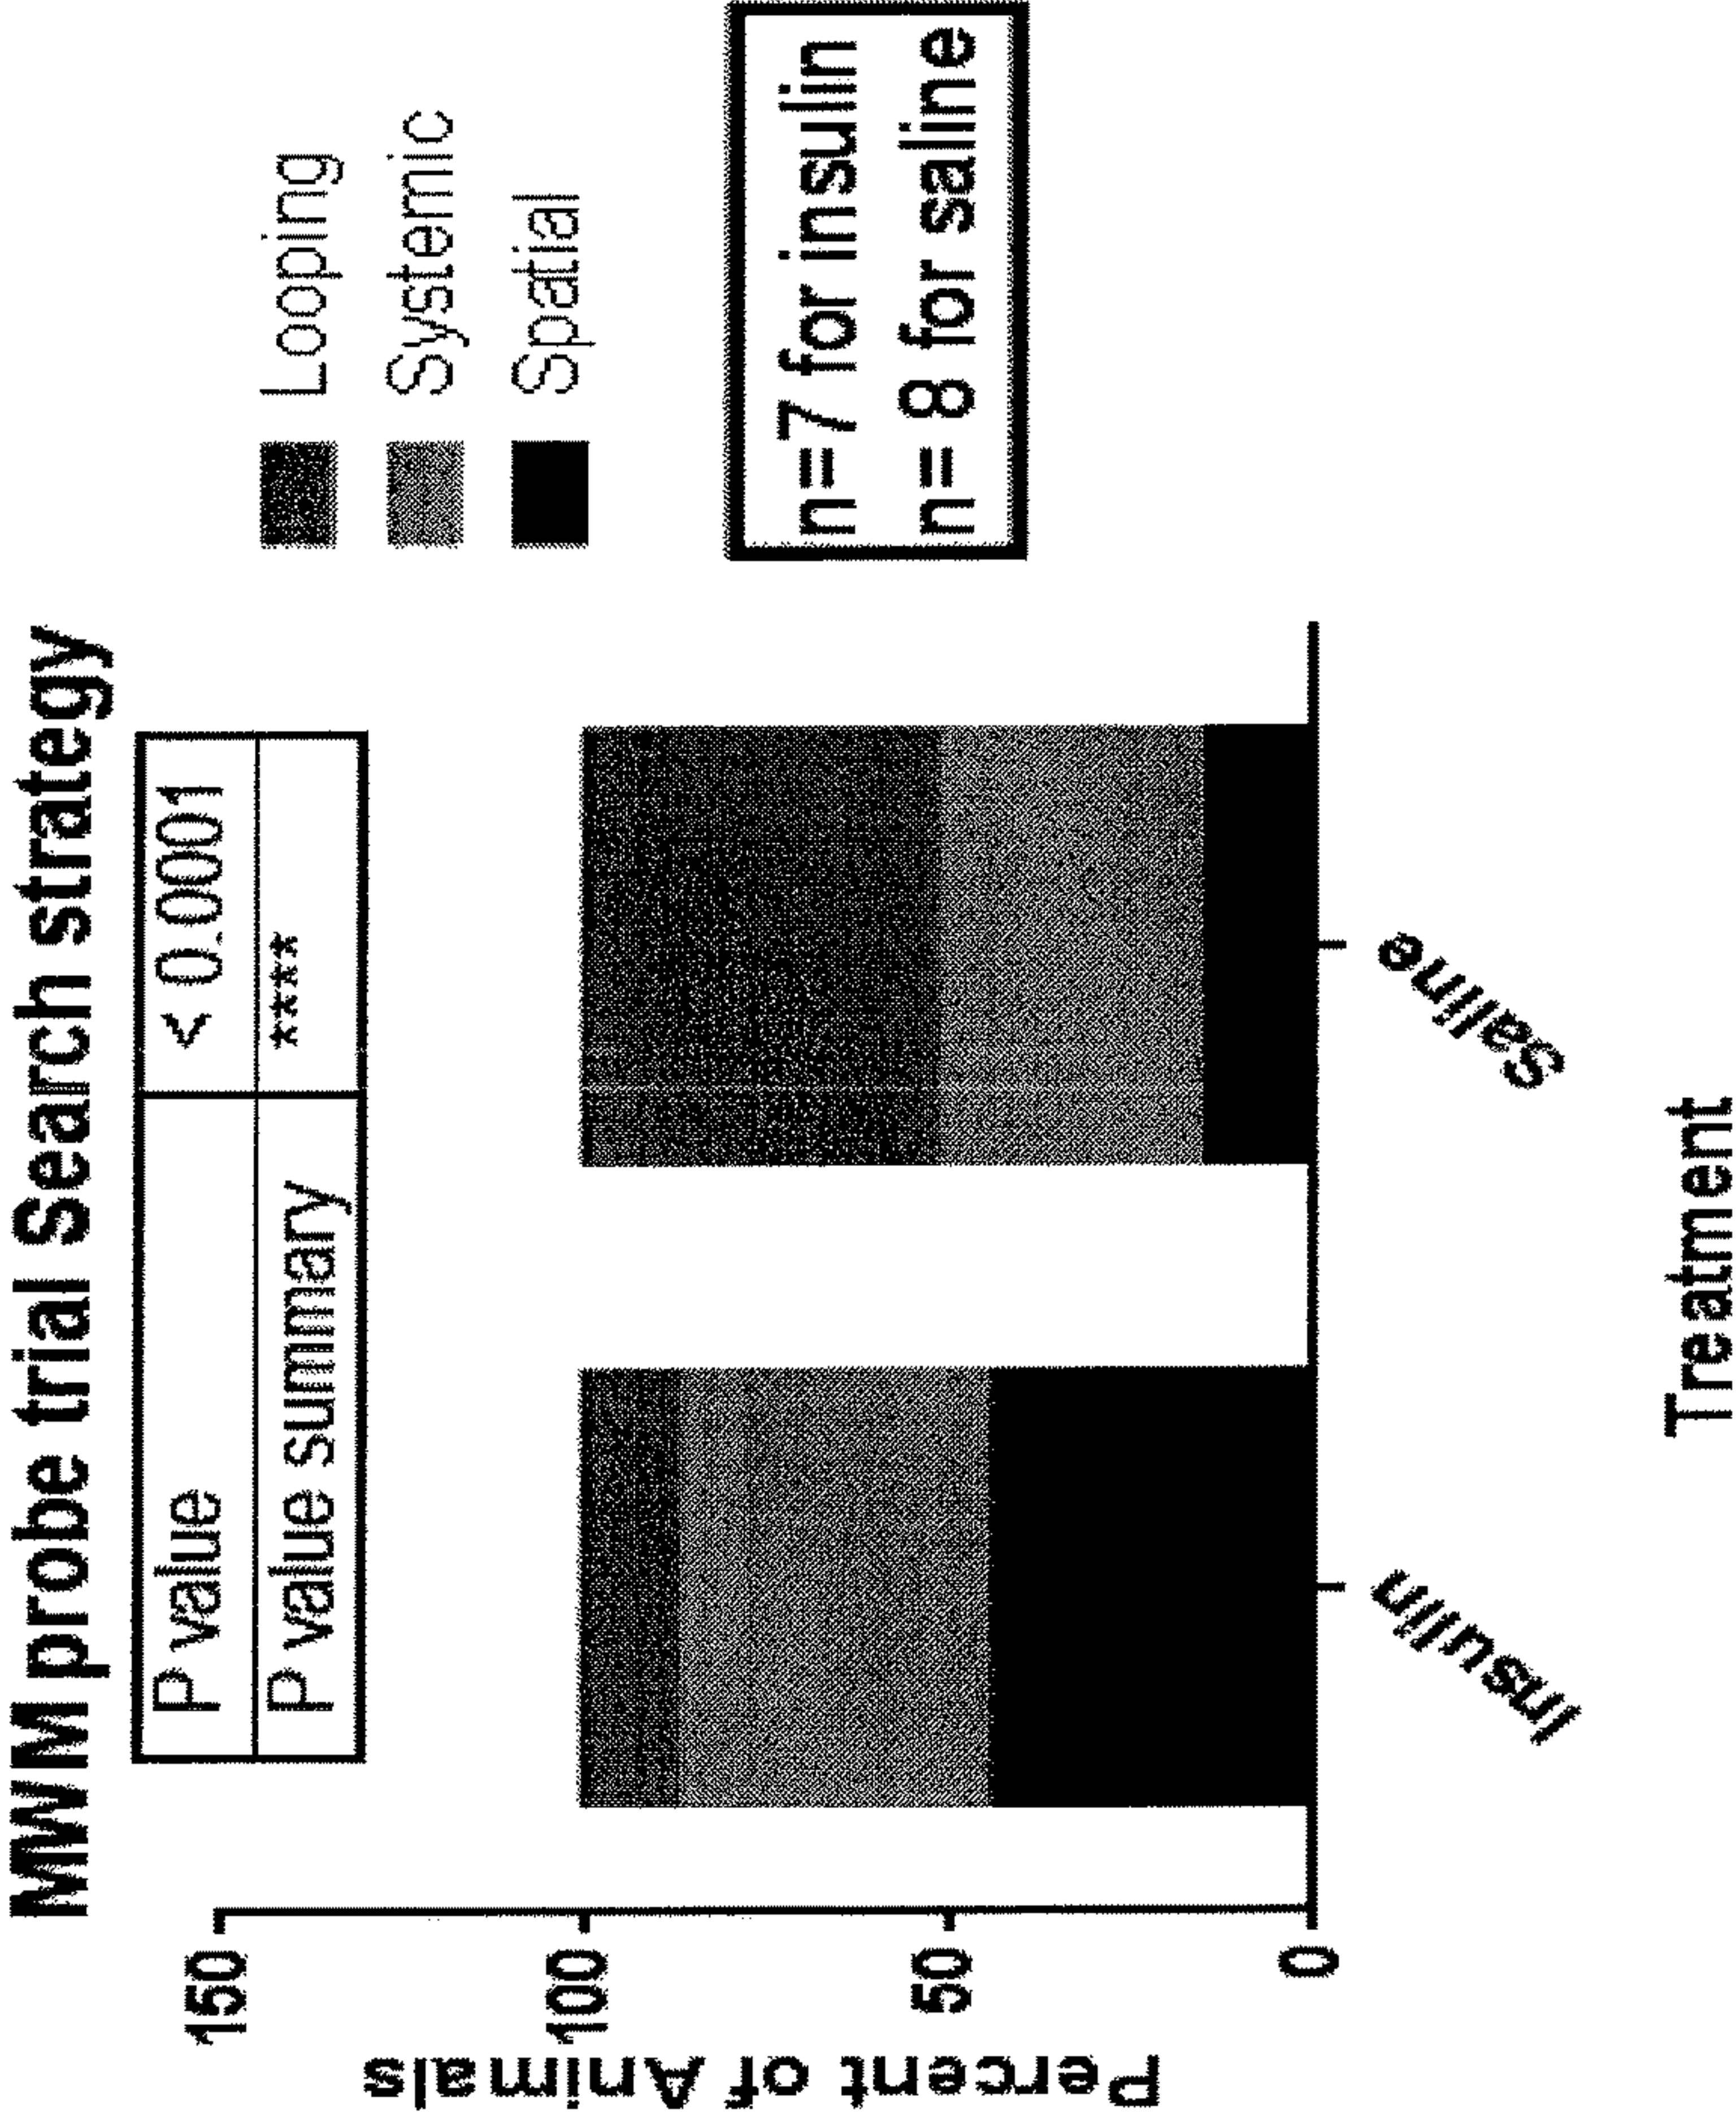 MWM probe trial Search strategy
P value < 0.0001
P value summary ****
Looping
Systemic
Spatial
n=7 for insulin
n= 8 for saline
150
100
50
0
Percent of Animals
Insulin
Saline
Treatment